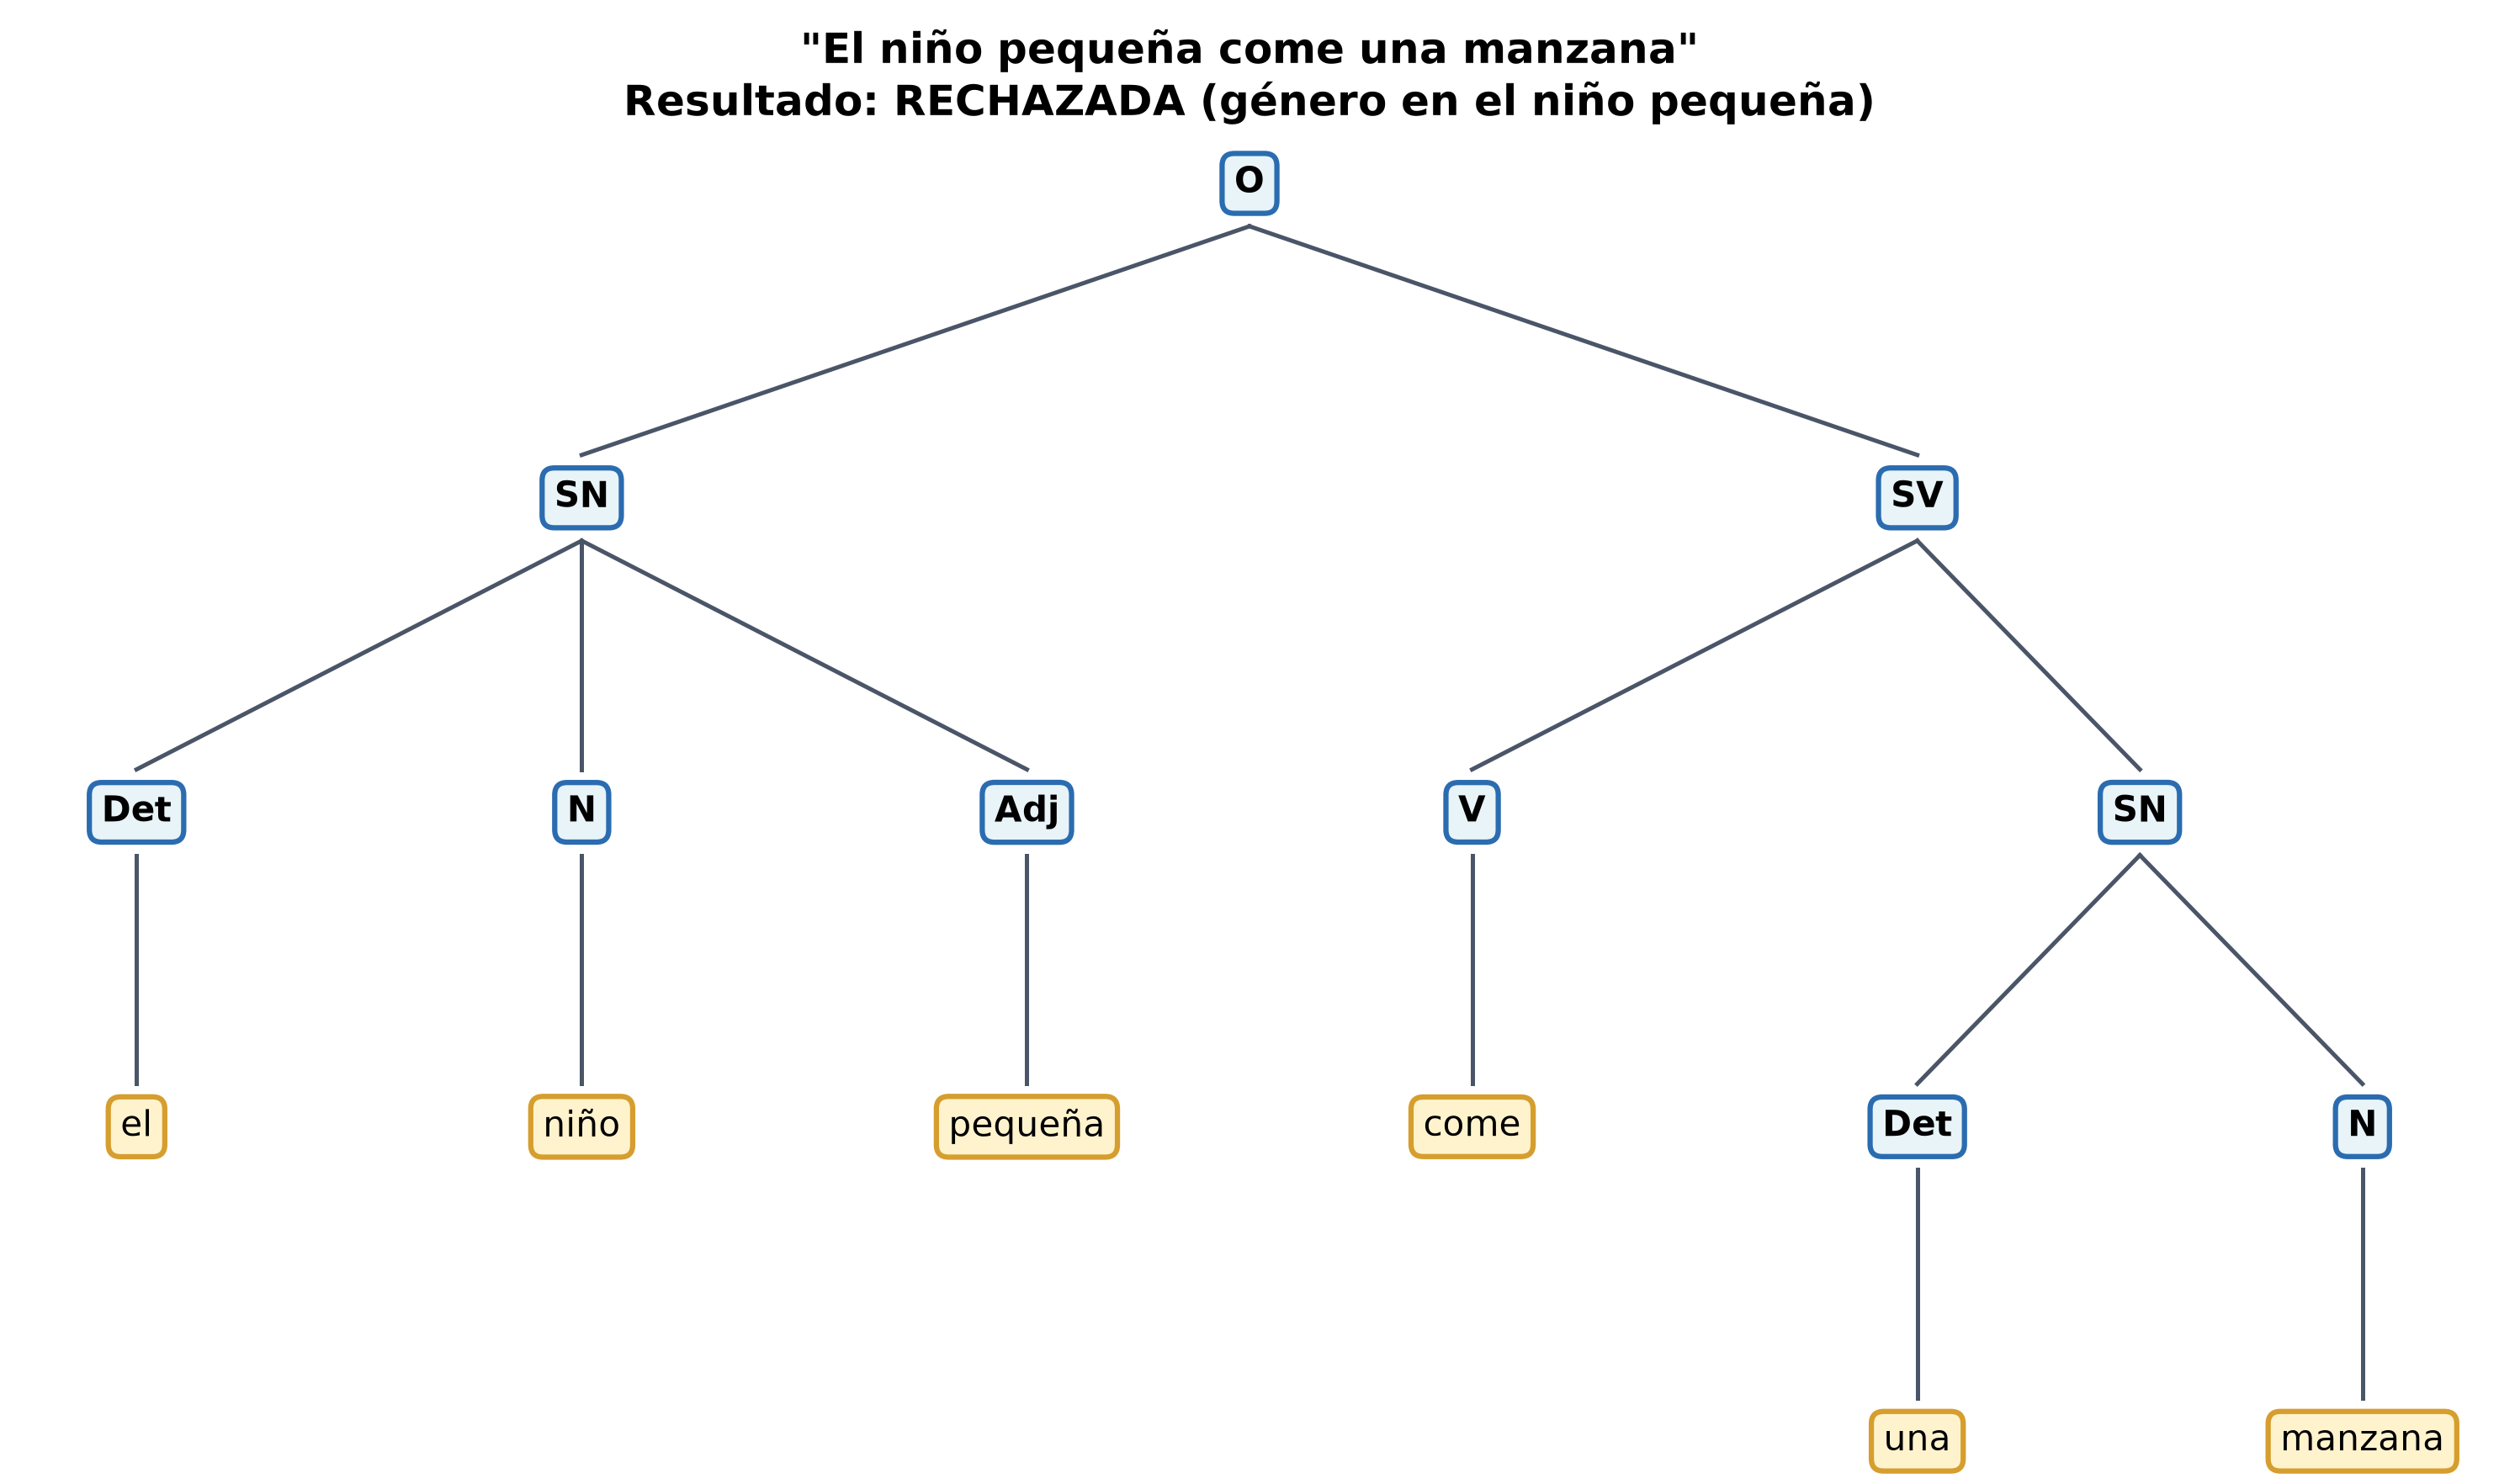 "El niño pequeña come una manzana"
Resultado: RECHAZADA (género en el niño pequeña)
O
SN SV
Det N Adj V SN
el niño pequeña come Det N
una manzana